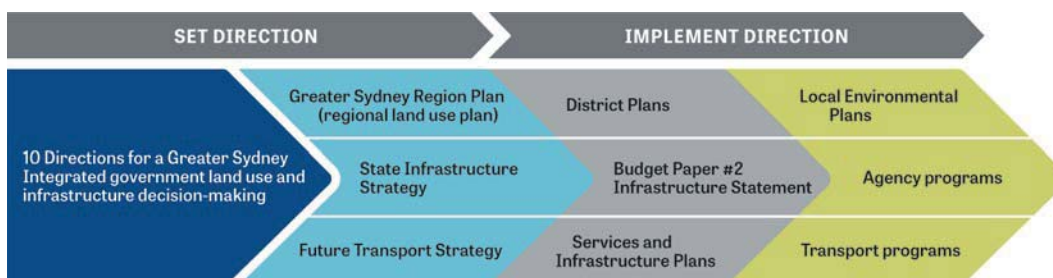 SET DIRECTION
IMPLEMENT DIRECTION
10 Directions for a Greater Sydney
Integrated government land use and
infrastructure decision-making
Greater Sydney Region Plan
(regional land use plan)
District Plans
Local Environmental
Plans
State Infrastructure
Strategy
Budget Paper #2
Infrastructure Statement
Agency programs
Future Transport Strategy
Services and
Infrastructure Plans
Transport programs